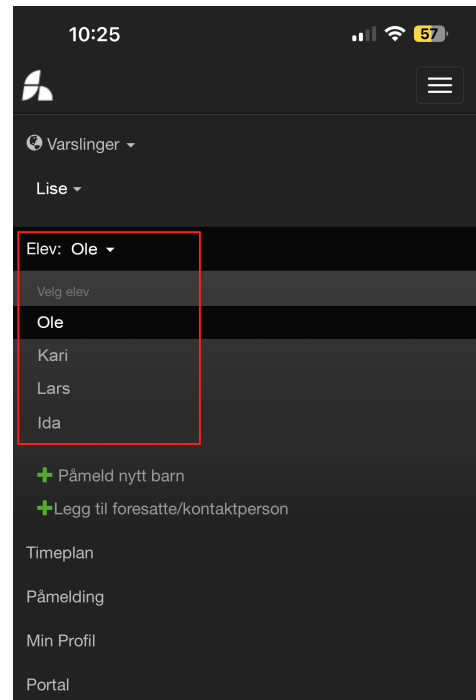 10:25
57
Varslinger
Lise
Elev: Ole
Velg elev
Ole
Kari
Lars
Ida
Påmeld nytt barn
Legg til foresatte/kontaktperson
Timeplan
Påmelding
Min Profil
Portal